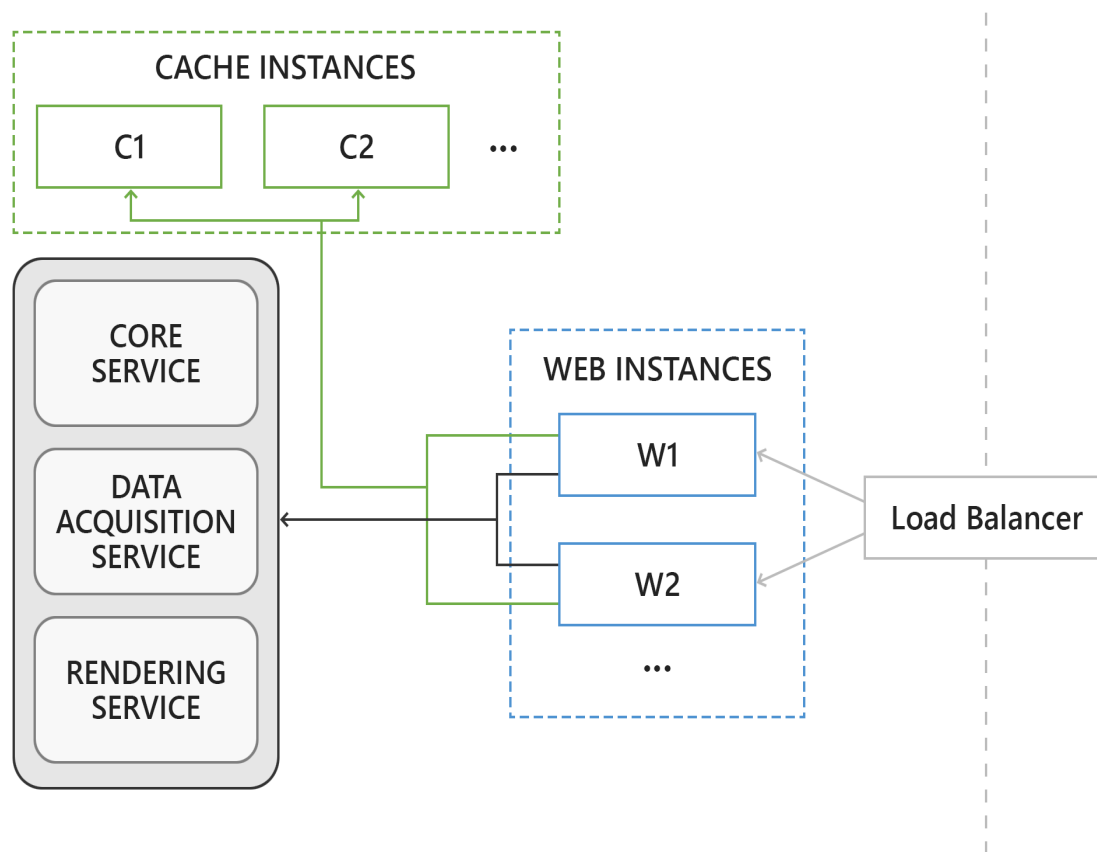 CACHE INSTANCES
C1
C2
...
CORE
SERVICE
DATA
ACQUISITION
SERVICE
RENDERING
SERVICE
WEB INSTANCES
W1
W2
...
Load Balancer